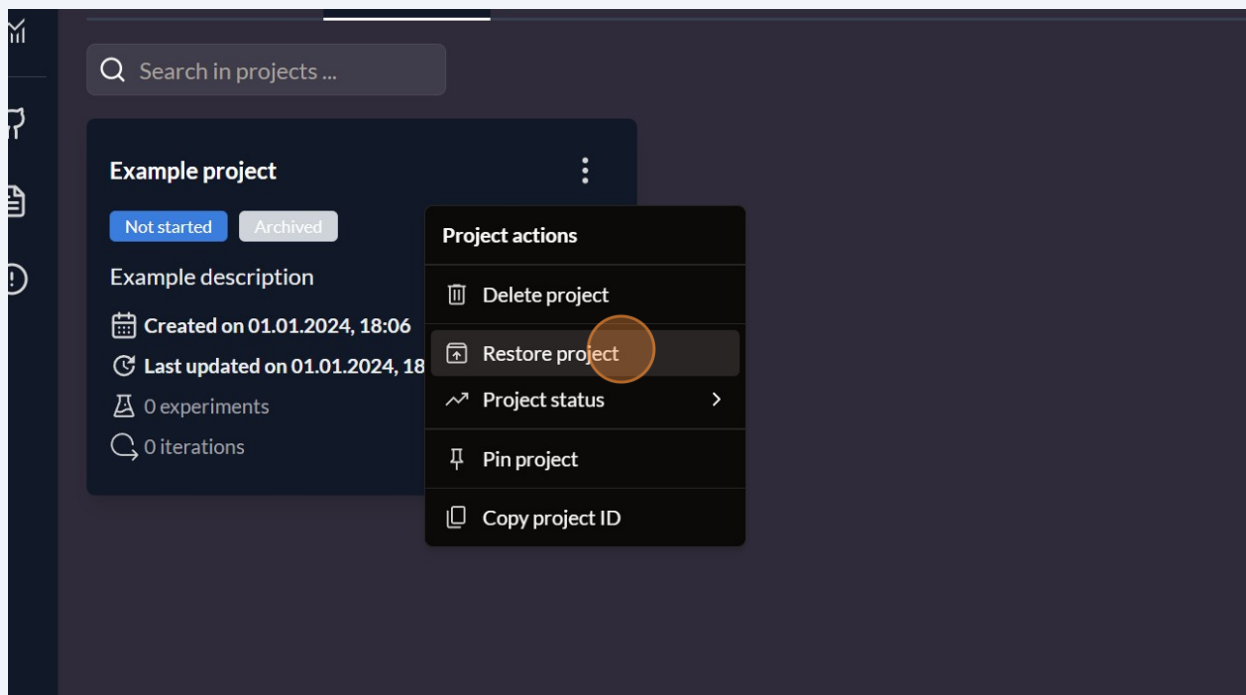 Search in projects ...
Example project
Not started
Archived
Example description
Created on 01.01.2024, 18:06
Last updated on 01.01.2024, 18
0 experiments
0 iterations
Project actions
Delete project
Restore project
Project status
Pin project
Copy project ID